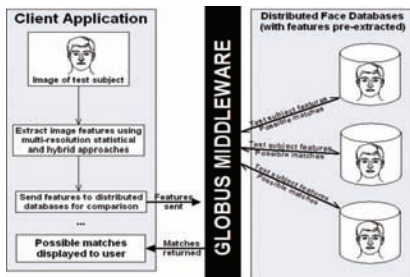 Client Application
Image of test subject
Extract image features using
multi-resolution statistical
and hybrid approaches
Send features to distributed
databases for comparison
...
Possible matches
displayed to user
Features
sent
Matches
returned
GLOBUS MIDDLEWARE
Distributed Face Databases
(with features pre-extracted)
Test subject features
Possible matches
Test subject features
Possible matches
Test subject features
Possible matches